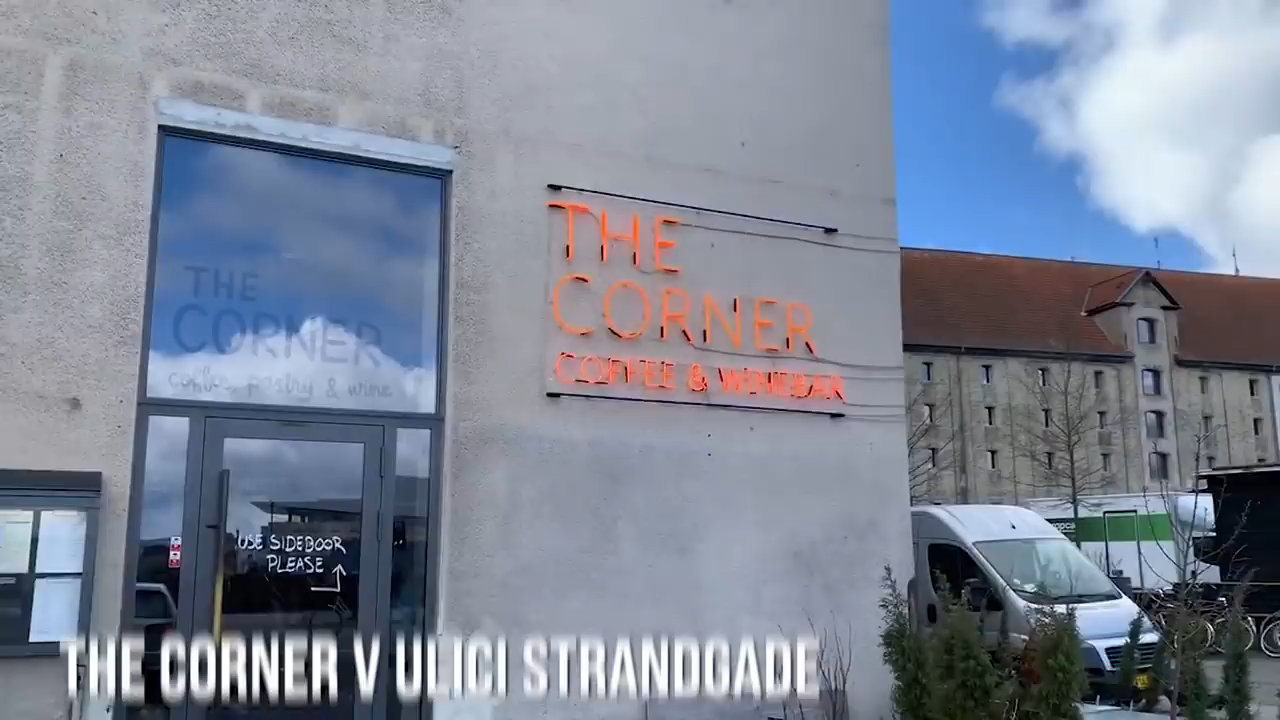 THE
CORNER
COFFEE & WINEBAR
THE
CORNER
coffee, pastry & wine
USE SIDEDOOR
PLEASE
THE CORNER V ULICI STRANDGADE